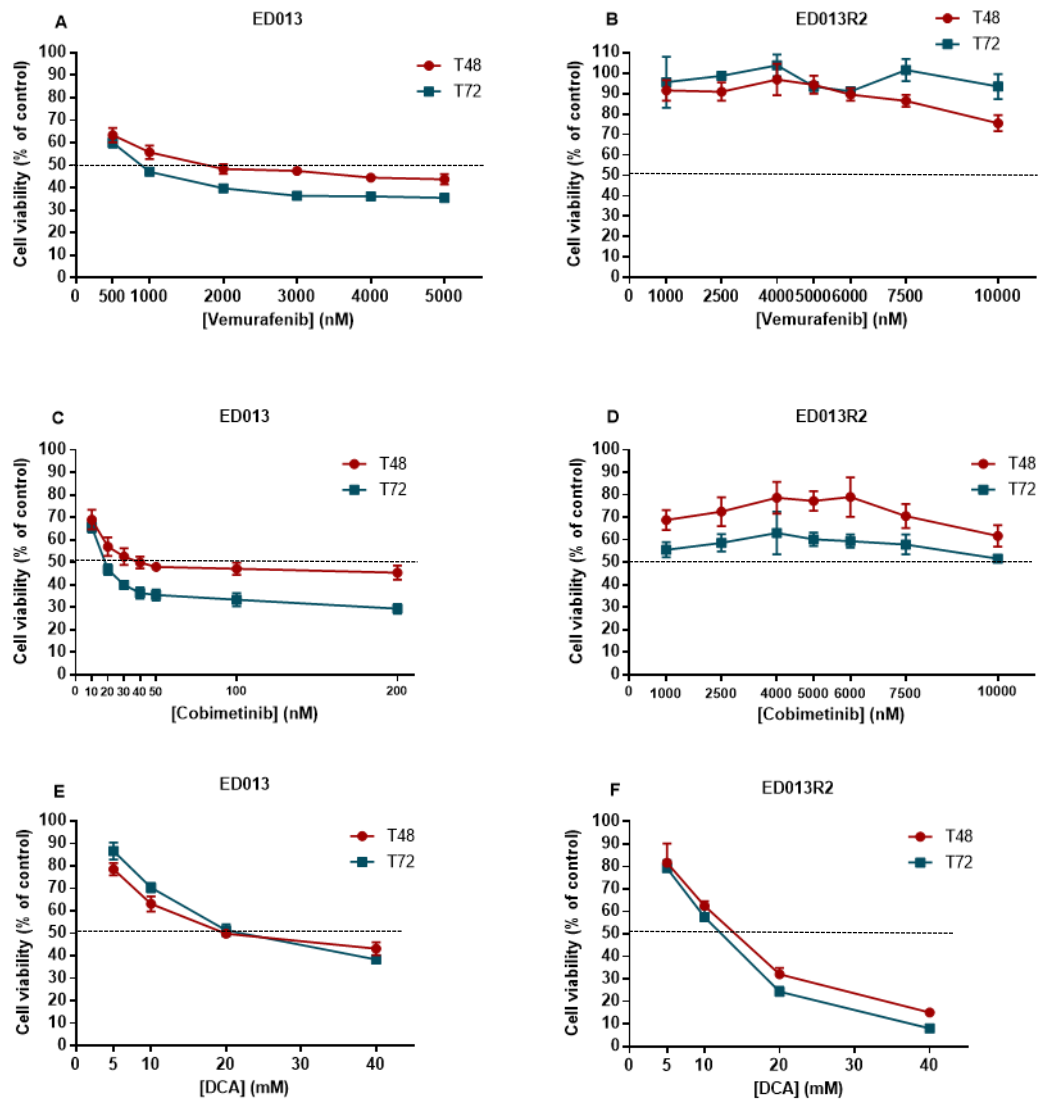 A
ED013
T48
T72
Cell viability (% of control)
100
90
80
70
60
50
40
30
20
10
0
0 500 1000 2000 3000 4000 5000
[Vemurafenib] (nM)
B
ED013R2
T48
T72
Cell viability (% of control)
110
100
90
80
70
60
50
40
30
20
10
0
0 1000 2500 4000 5000 6000 7500 10000
[Vemurafenib] (nM)
C
ED013
T48
T72
Cell viability (% of control)
100
90
80
70
60
50
40
30
20
10
0
0 10 20 30 40 50 100 200
[Cobimetinib] (nM)
D
ED013R2
T48
T72
Cell viability (% of control)
100
90
80
70
60
50
40
30
20
10
0
0 1000 2500 4000 5000 6000 7500 10000
[Cobimetinib] (nM)
E
ED013
T48
T72
Cell viability (% of control)
100
90
80
70
60
50
40
30
20
10
0
0 5 10 20 30 40
[DCA] (mM)
F
ED013R2
T48
T72
Cell viability (% of control)
100
90
80
70
60
50
40
30
20
10
0
0 5 10 20 30 40
[DCA] (mM)